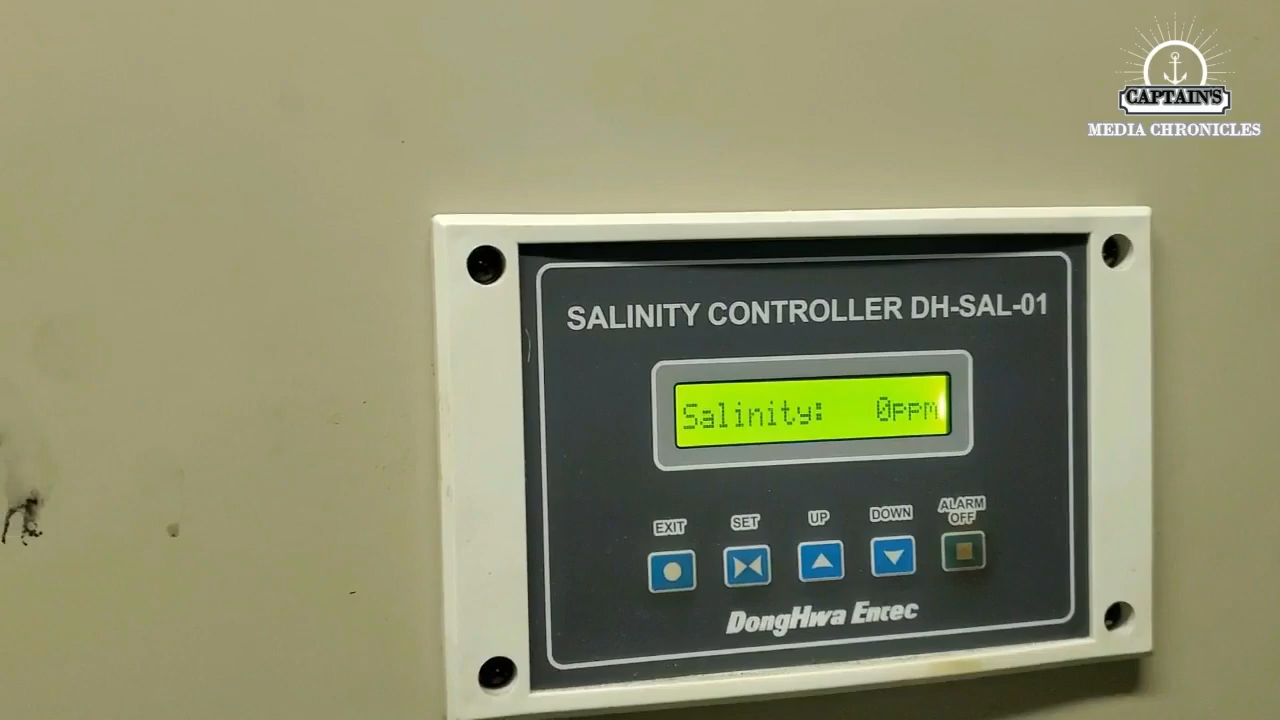 CAPTAIN'S
MEDIA CHRONICLES
SALINITY CONTROLLER DH-SAL-01
Salinity: 0ppm
EXIT SET UP DOWN ALARM OFF
DongHwa Entec